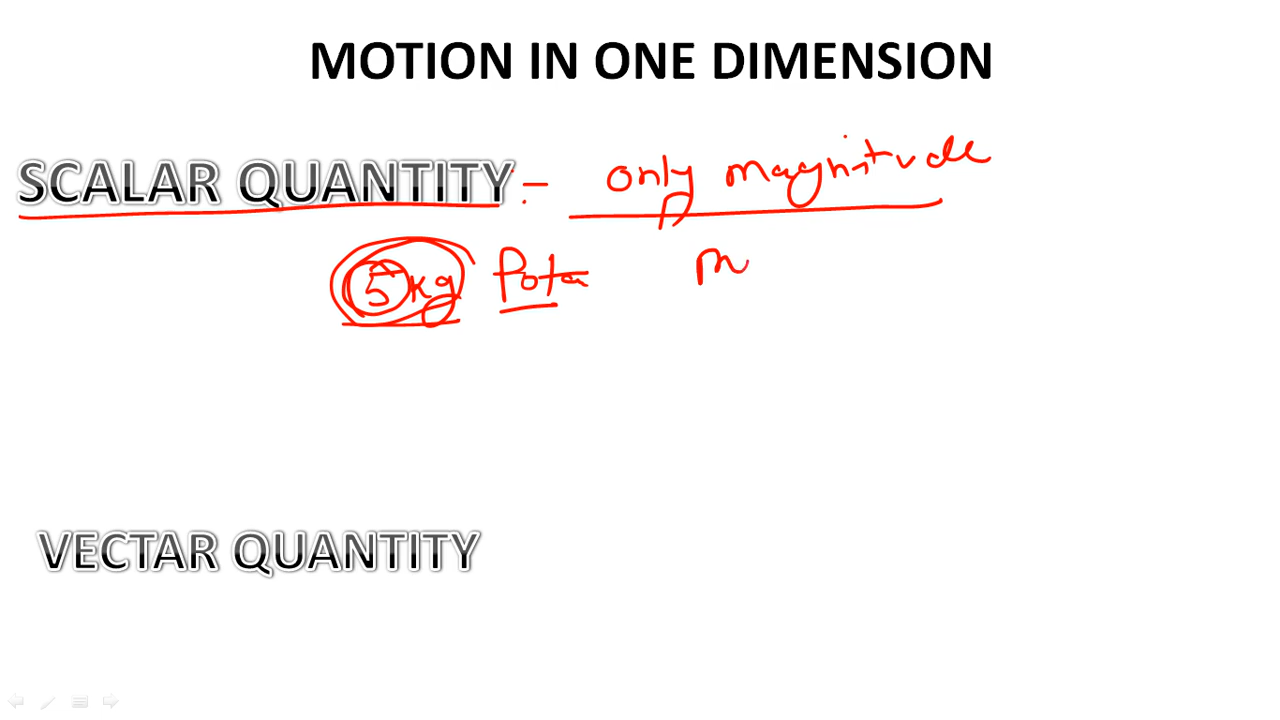 MOTION IN ONE DIMENSION
SCALAR QUANTITY :- only magnitude
5 kg Pota m
VECTAR QUANTITY